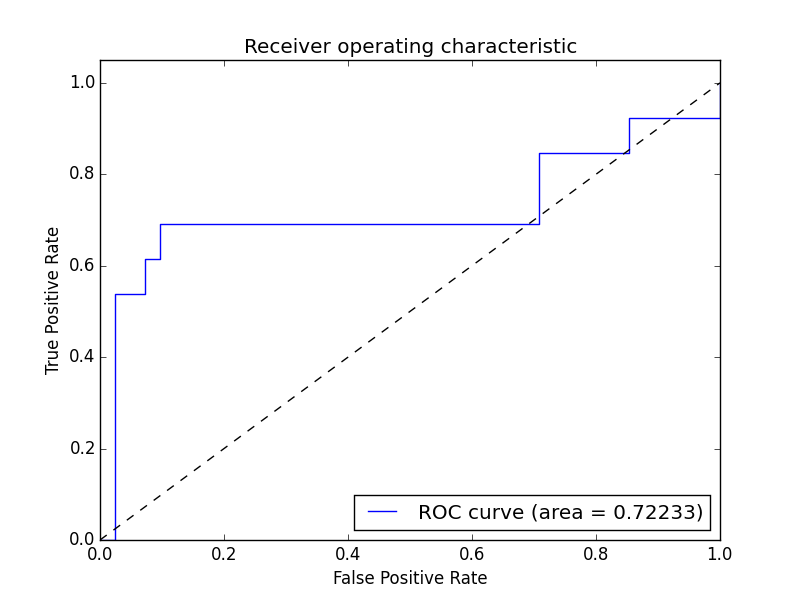 Receiver operating characteristic
True Positive Rate
1.0
0.8
0.6
0.4
0.2
0.0
ROC curve (area = 0.72233)
0.0 0.2 0.4 0.6 0.8 1.0
False Positive Rate